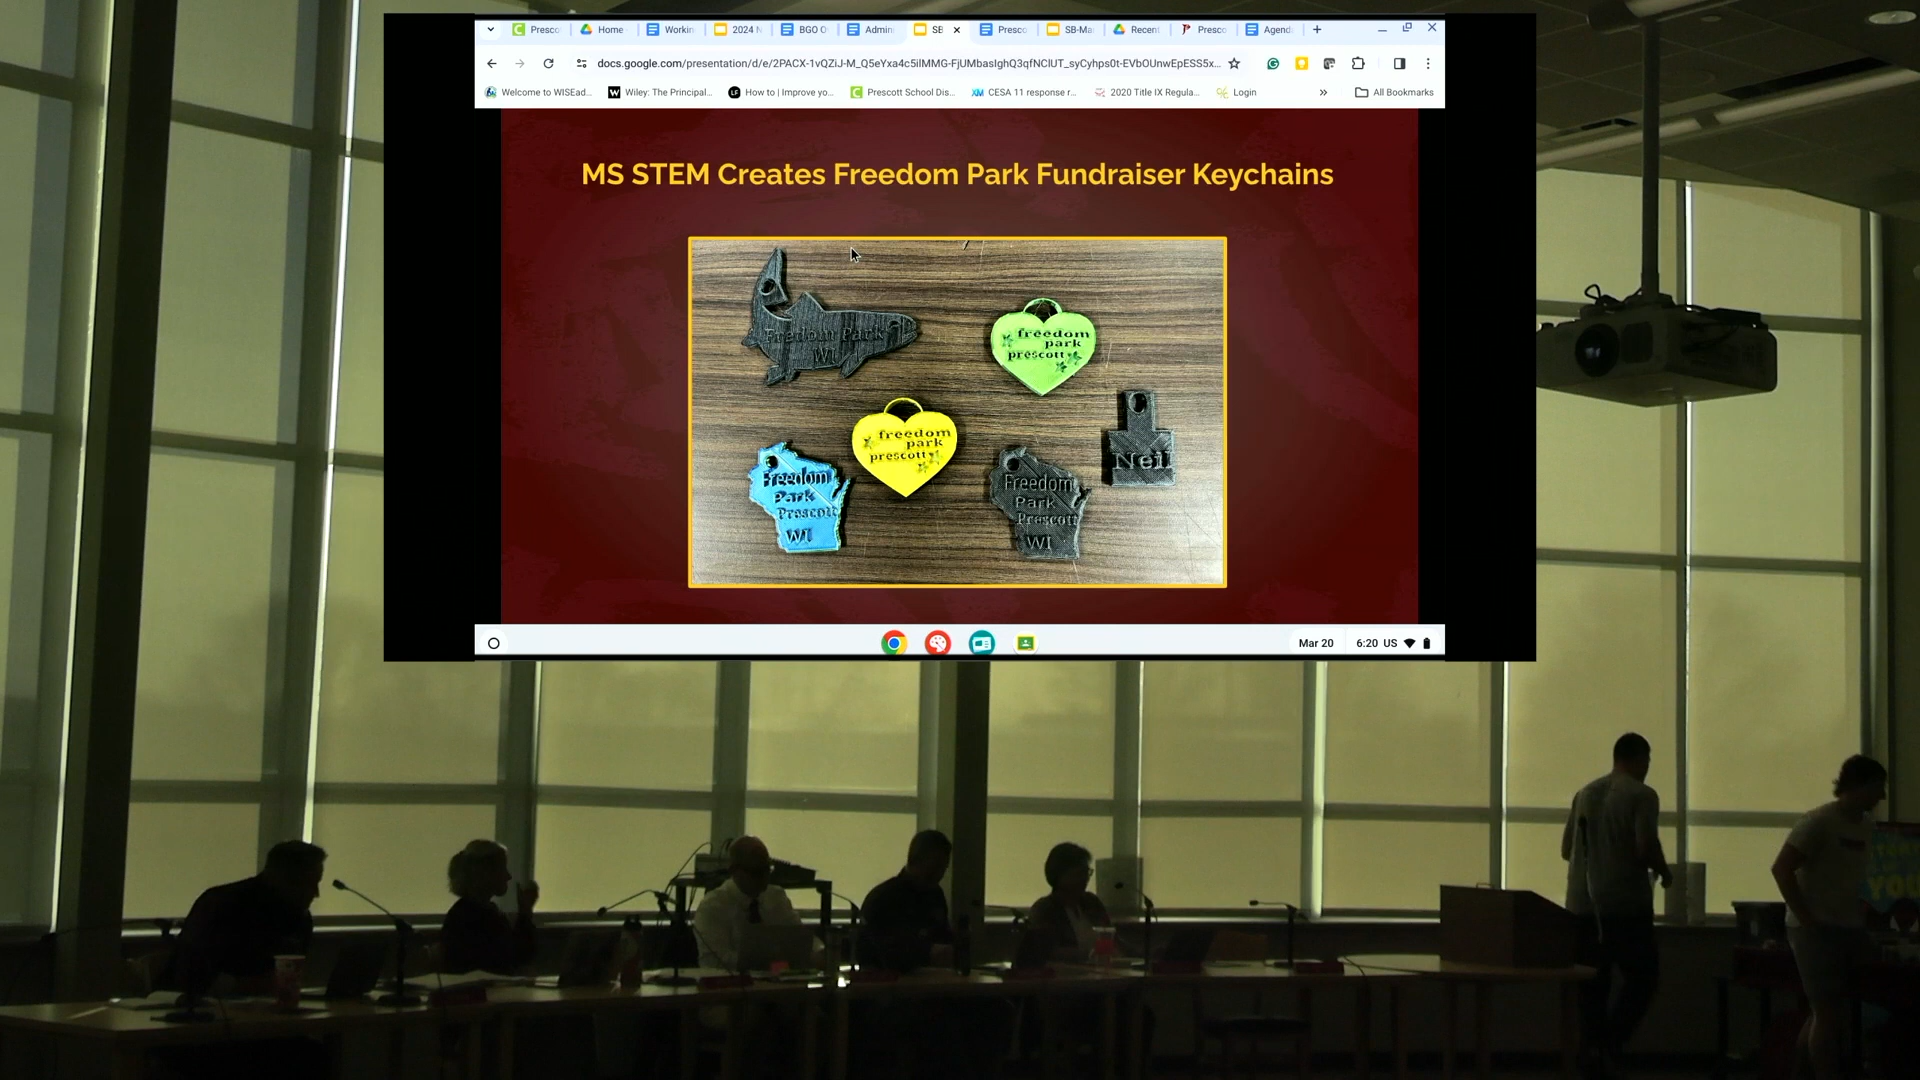 Presco
Home
Workin
2024 N
BGO O
Admin
SB
Presco
SB-Ma
Recent
Presco
Agend
docs.google.com/presentation/d/e/2PACX-1vQZiJ-M_Q5eYxa4c5ilMMG-FjUMbasIghQ3qfNClUT_syCyhps0t-EVbOUnwEpESS5x...
Welcome to WISEad...
Wiley: The Principal...
How to | Improve yo...
Prescott School Dis...
CESA 11 response r...
2020 Title IX Regula...
Login
All Bookmarks
MS STEM Creates Freedom Park Fundraiser Keychains
Freedom Park
WI
freedom
park
prescott
freedom
park
prescott
Neil
Freedom
Park
Prescott
WI
Freedom
Park
Prescott
WI
Mar 20
6:20 US
YOU